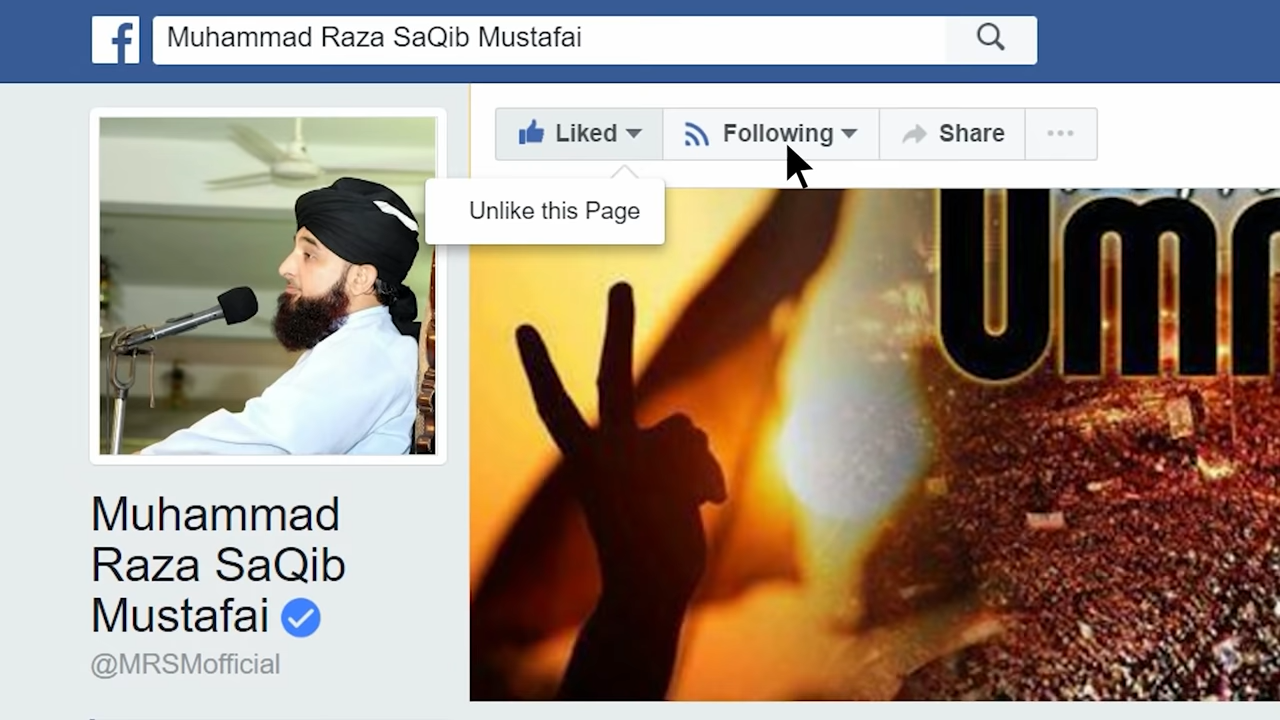 Muhammad Raza SaQib Mustafai
Liked
Following
Share
Unlike this Page
Muhammad
Raza SaQib
Mustafai
@MRSMofficial